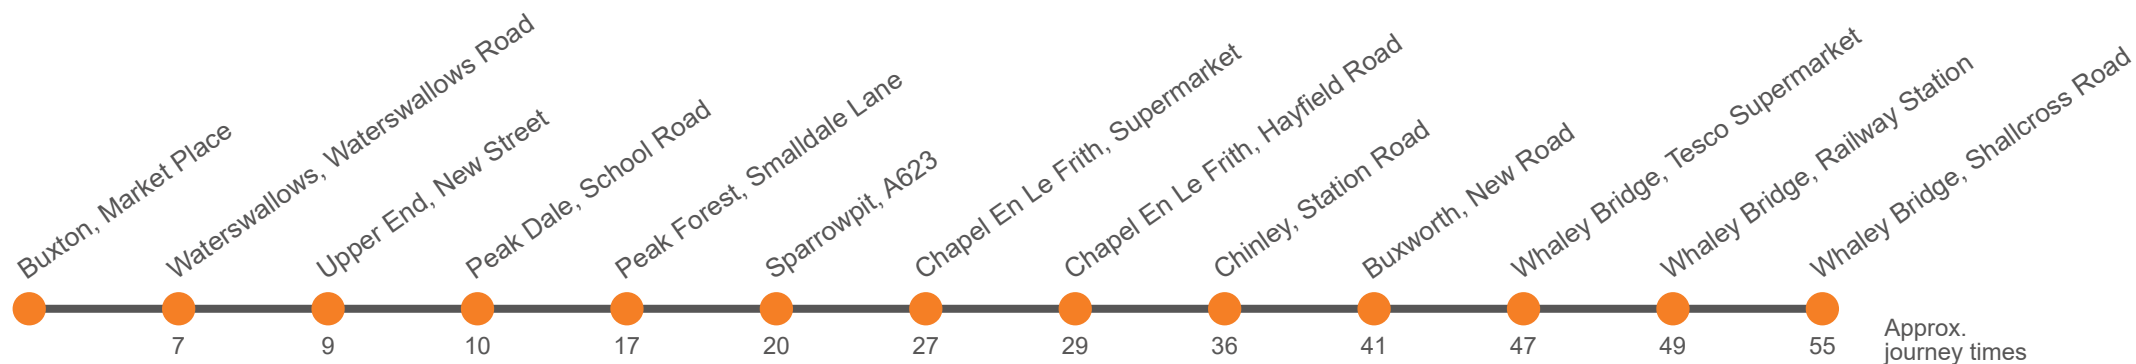 Buxton, Market Place
Waterswallows, Waterswallows Road
Upper End, New Street
Peak Dale, School Road
Peak Forest, Smalldale Lane
Sparrowpit, A623
Chapel En Le Frith, Supermarket
Chapel En Le Frith, Hayfield Road
Chinley, Station Road
Buxworth, New Road
Whaley Bridge, Tesco Supermarket
Whaley Bridge, Railway Station
Whaley Bridge, Shallcross Road
7 9 10 17 20 27 29 36 41 47 49 55
Approx.
journey times